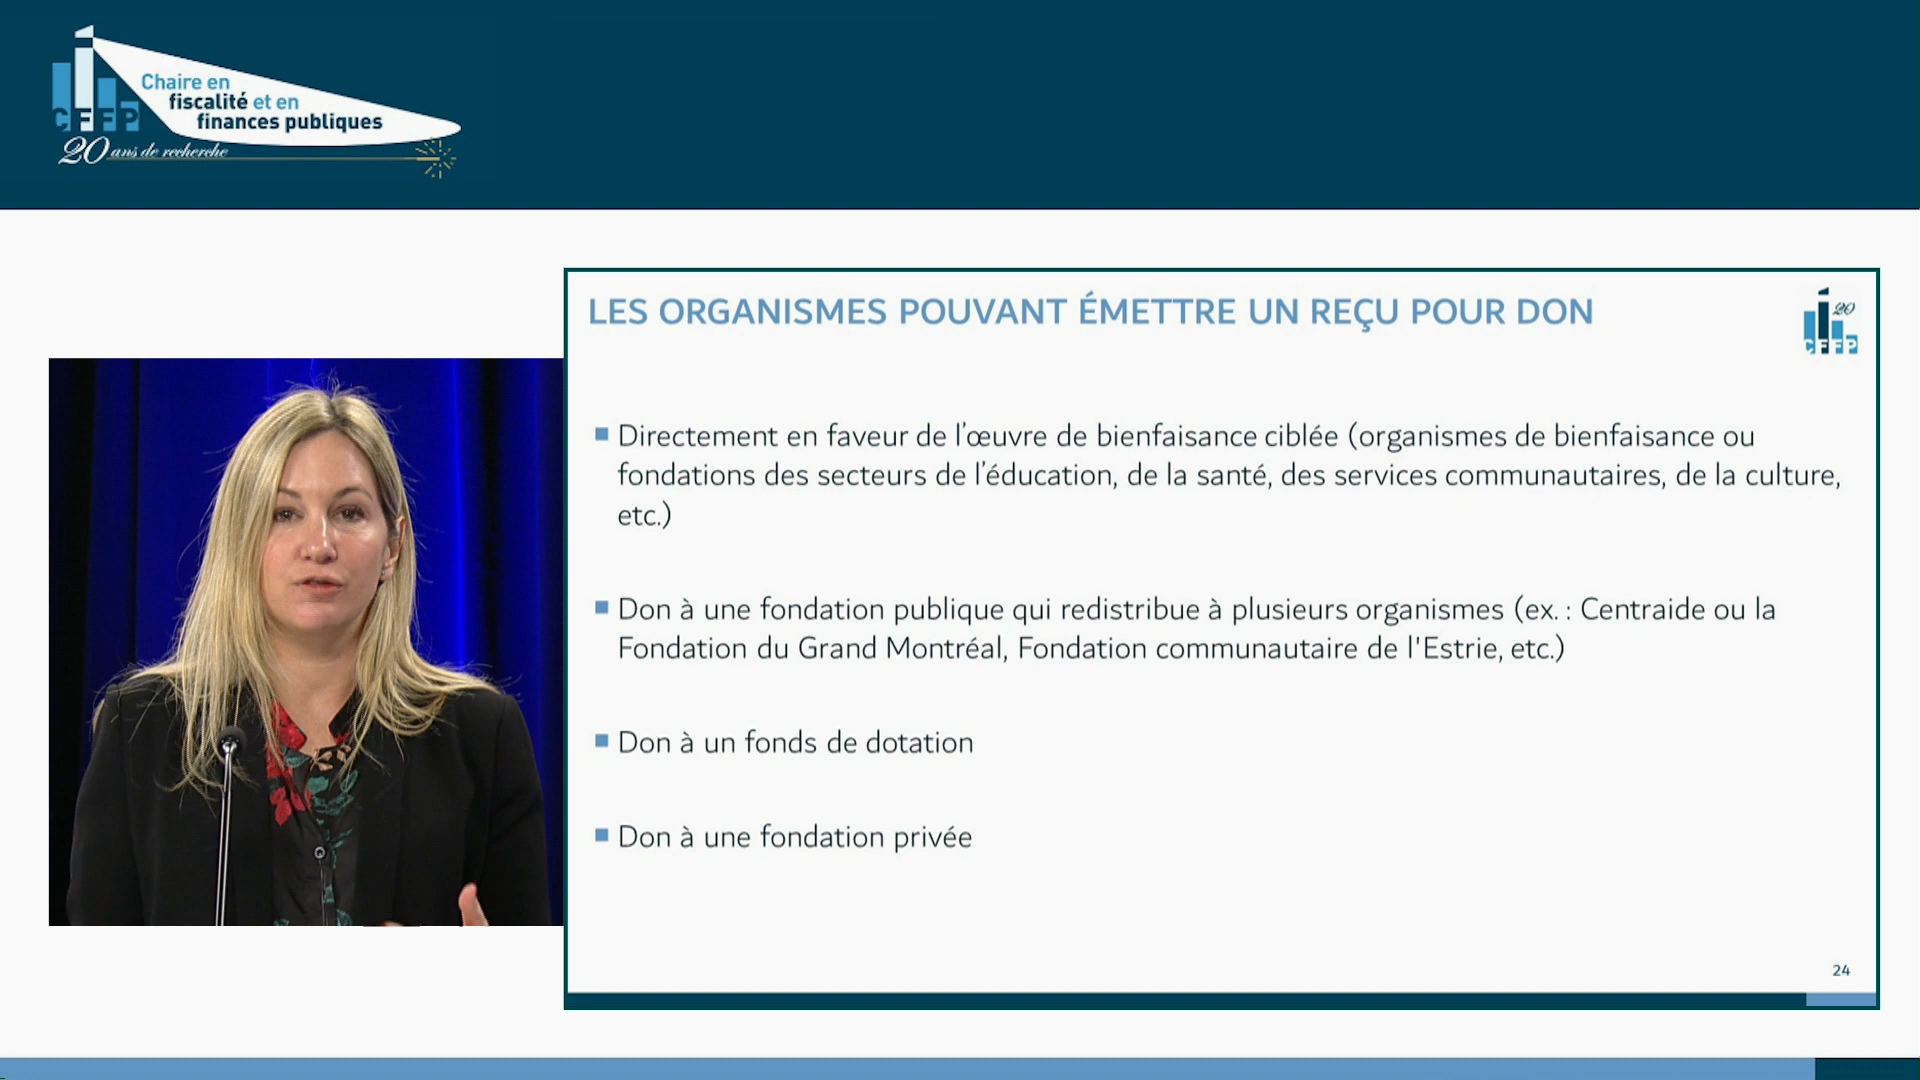 Chaire en
fiscalité et en
finances publiques
CFFP
20 ans de recherche
LES ORGANISMES POUVANT ÉMETTRE UN REÇU POUR DON
20
CFFP
Directement en faveur de l’œuvre de bienfaisance ciblée (organismes de bienfaisance ou
fondations des secteurs de l’éducation, de la santé, des services communautaires, de la culture,
etc.)
Don à une fondation publique qui redistribue à plusieurs organismes (ex. : Centraide ou la
Fondation du Grand Montréal, Fondation communautaire de l'Estrie, etc.)
Don à un fonds de dotation
Don à une fondation privée
24